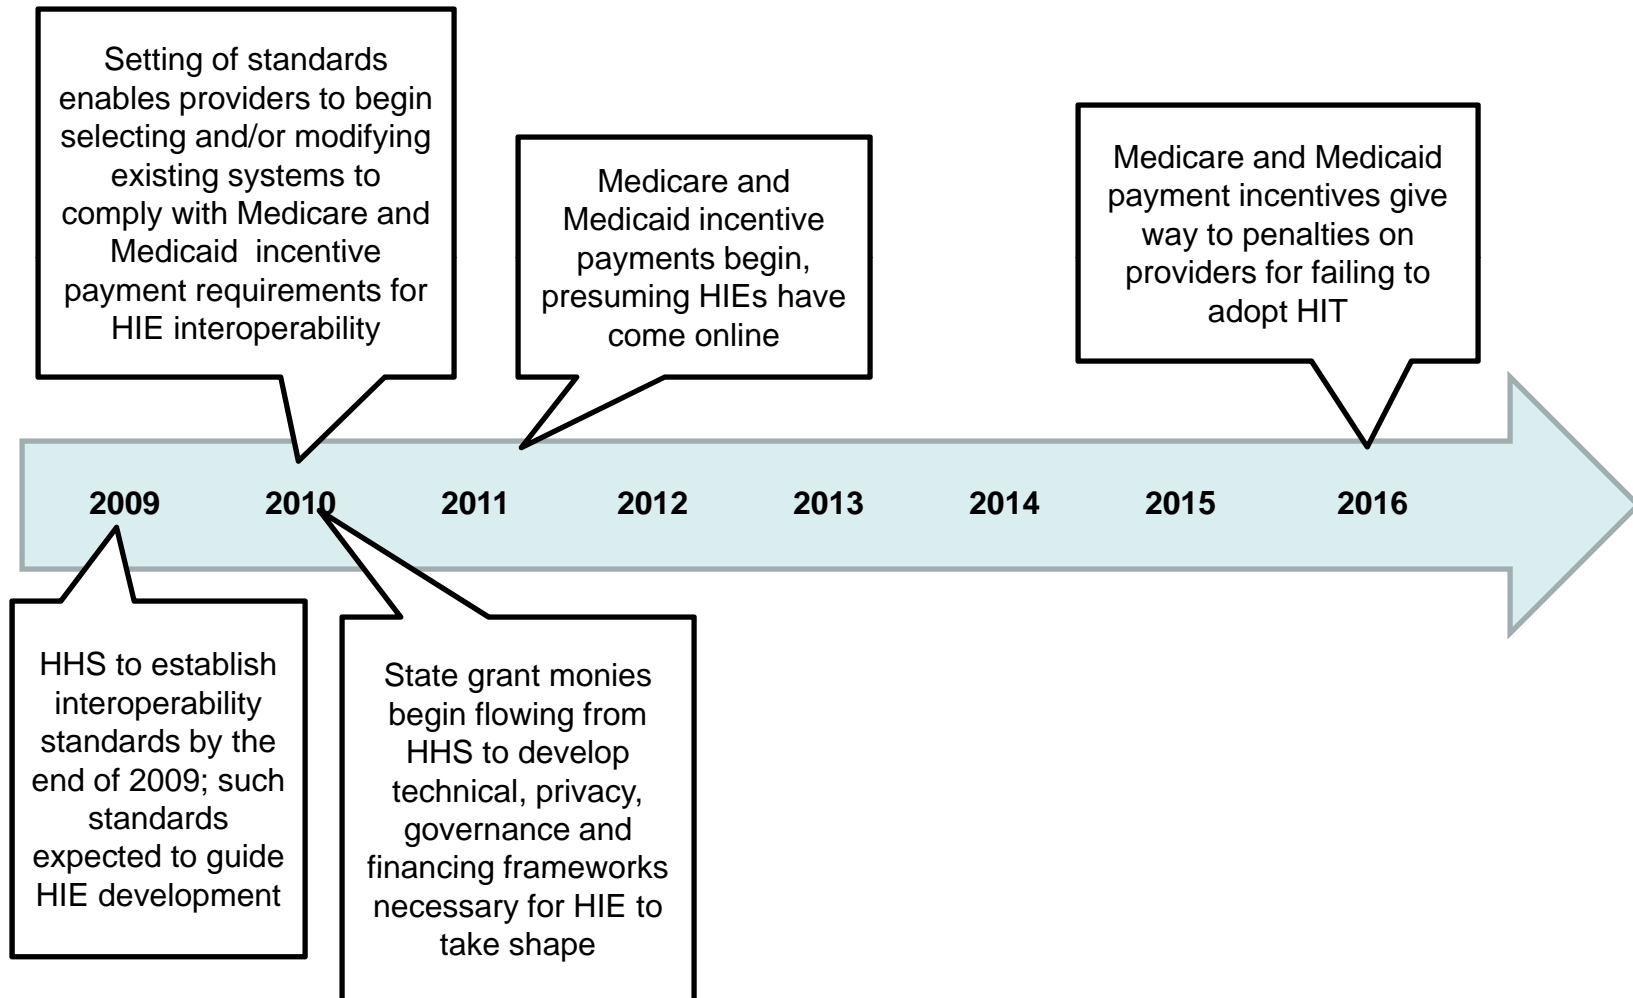 Setting of standards
enables providers to begin
selecting and/or modifying
existing systems to
comply with Medicare and
Medicaid  incentive
payment requirements for
HIE interoperability
Medicare and
Medicaid incentive
payments begin,
presuming HIEs have
come online
Medicare and Medicaid
payment incentives give
way to penalties on
providers for failing to
adopt HIT
2009 2010 2011 2012 2013 2014 2015 2016
HHS to establish
interoperability
standards by the
end of 2009; such
standards
expected to guide
HIE development
State grant monies
begin flowing from
HHS to develop
technical, privacy,
governance and
financing frameworks
necessary for HIE to
take shape